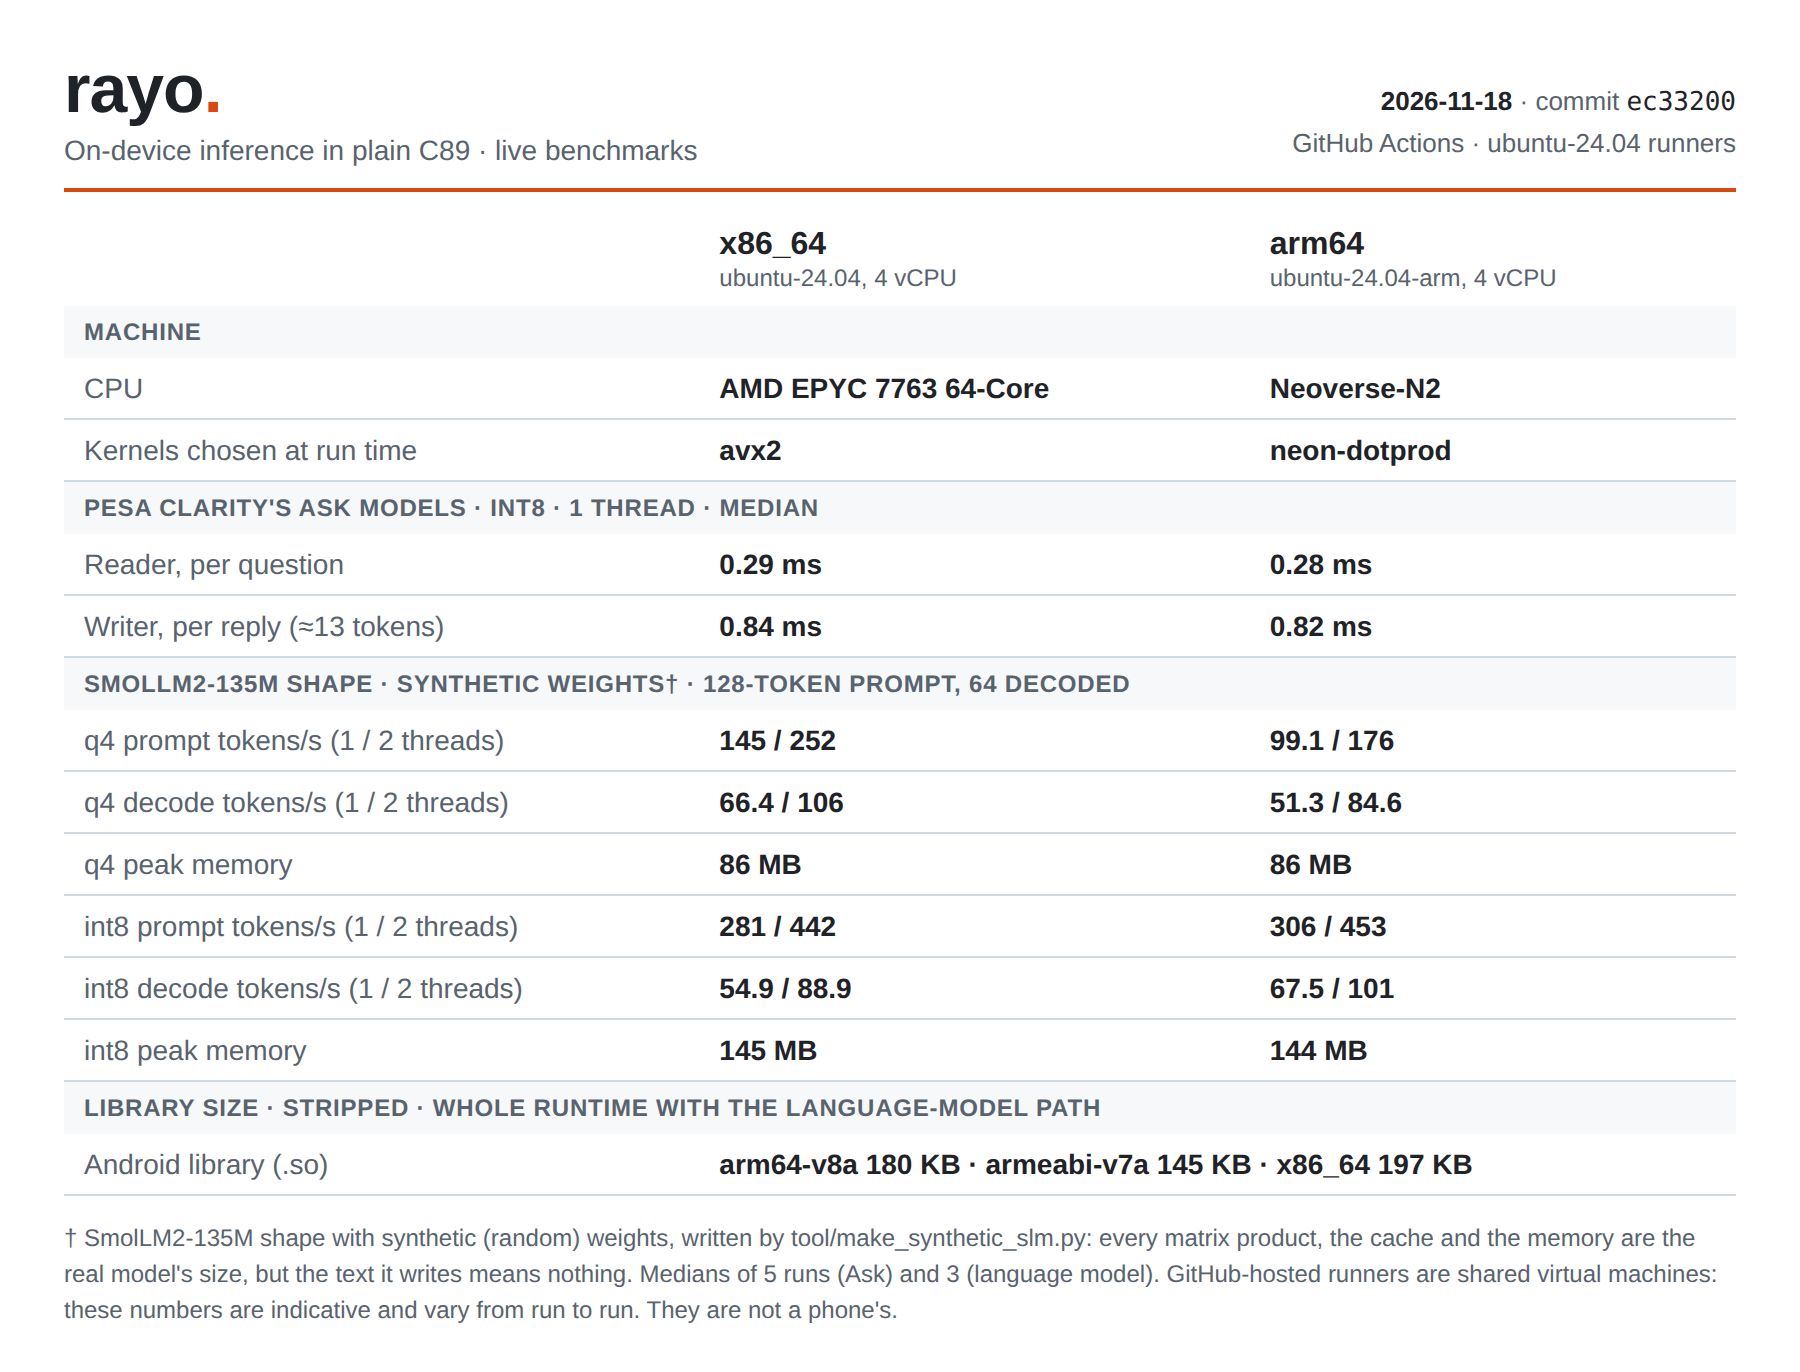 rayo.
On-device inference in plain C89 · live benchmarks
2026-11-18 · commit ec33200
GitHub Actions · ubuntu-24.04 runners
x86_64 arm64
ubuntu-24.04, 4 vCPU ubuntu-24.04-arm, 4 vCPU
MACHINE
CPU AMD EPYC 7763 64-Core Neoverse-N2
Kernels chosen at run time avx2 neon-dotprod
PESA CLARITY'S ASK MODELS · INT8 · 1 THREAD · MEDIAN
Reader, per question 0.29 ms 0.28 ms
Writer, per reply (≈13 tokens) 0.84 ms 0.82 ms
SMOLLM2-135M SHAPE · SYNTHETIC WEIGHTS† · 128-TOKEN PROMPT, 64 DECODED
q4 prompt tokens/s (1 / 2 threads) 145 / 252 99.1 / 176
q4 decode tokens/s (1 / 2 threads) 66.4 / 106 51.3 / 84.6
q4 peak memory 86 MB 86 MB
int8 prompt tokens/s (1 / 2 threads) 281 / 442 306 / 453
int8 decode tokens/s (1 / 2 threads) 54.9 / 88.9 67.5 / 101
int8 peak memory 145 MB 144 MB
LIBRARY SIZE · STRIPPED · WHOLE RUNTIME WITH THE LANGUAGE-MODEL PATH
Android library (.so) arm64-v8a 180 KB · armeabi-v7a 145 KB · x86_64 197 KB
† SmolLM2-135M shape with synthetic (random) weights, written by tool/make_synthetic_slm.py: every matrix product, the cache and the memory are the
real model's size, but the text it writes means nothing. Medians of 5 runs (Ask) and 3 (language model). GitHub-hosted runners are shared virtual machines:
these numbers are indicative and vary from run to run. They are not a phone's.